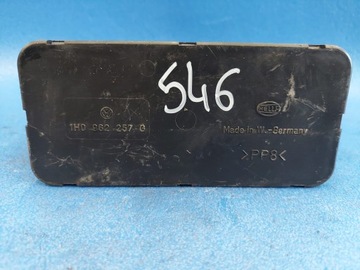 546
HELLA
1H0 962 257 G
Made in W.-Germany
>PP8<